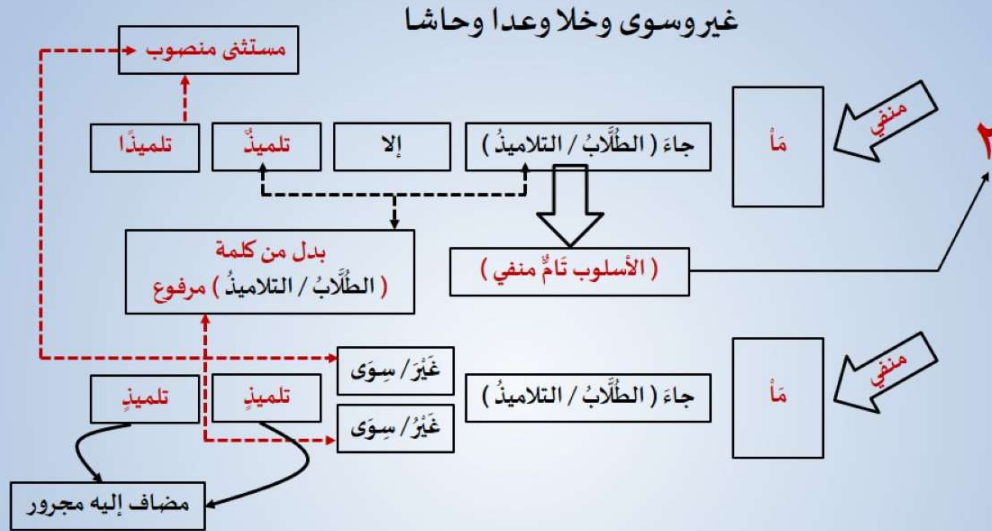 غير وسوى وخلا وعدا وحاشا
مستثنى منصوب
منفي
٢
مَاْ
جاءَ ( الطُلَّابُ / التلاميذُ )
إلا
تلميذٌ
تلميذًا
بدل من كلمة
( الطُلَّابُ / التلاميذُ ) مرفوع
( الأسلوب تَامٌّ منفي )
منفي
مَاْ
جاءَ ( الطُلَّابُ / التلاميذُ )
غَيْرَ / سِوَى
غَيْرُ / سِوَى
تلميذٍ
تلميذٍ
مضاف إليه مجرور